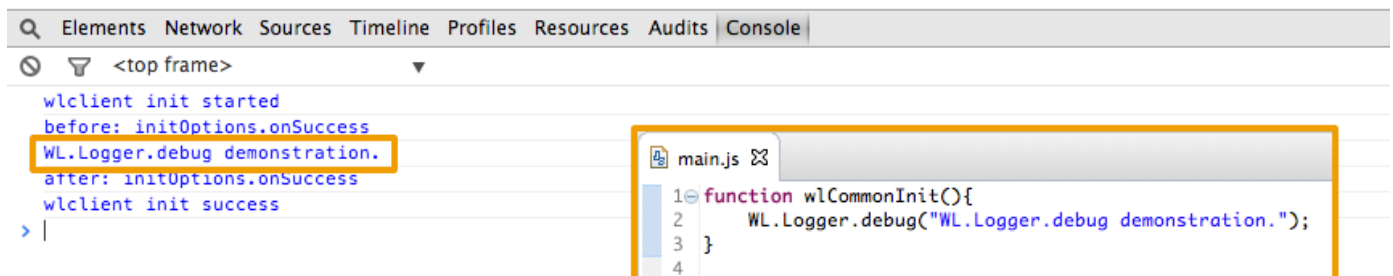 Elements Network Sources Timeline Profiles Resources Audits Console
<top frame> ▼
wlclient init started
before: initOptions.onSuccess
WL.Logger.debug demonstration.
after: initOptions.onSuccess
wlclient init success
>
main.js
1 function wlCommonInit(){
2 WL.Logger.debug("WL.Logger.debug demonstration.");
3 }
4